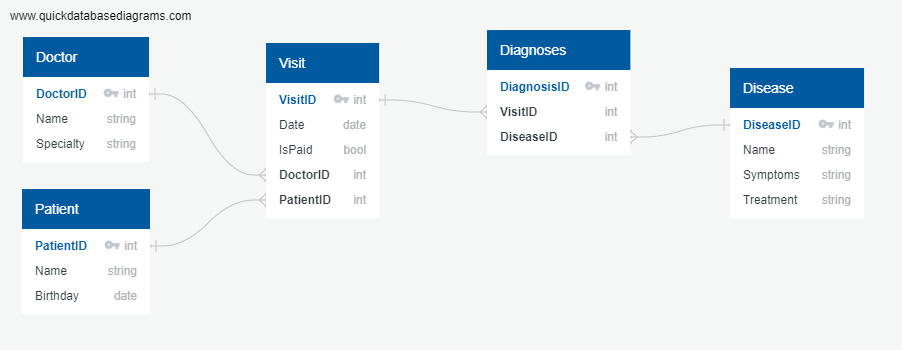 www.quickdatabasediagrams.com
Doctor
DoctorID int
Name string
Specialty string
Patient
PatientID int
Name string
Birthday date
Visit
VisitID int
Date date
IsPaid bool
DoctorID int
PatientID int
Diagnoses
DiagnosisID int
VisitID int
DiseaseID int
Disease
DiseaseID int
Name string
Symptoms string
Treatment string